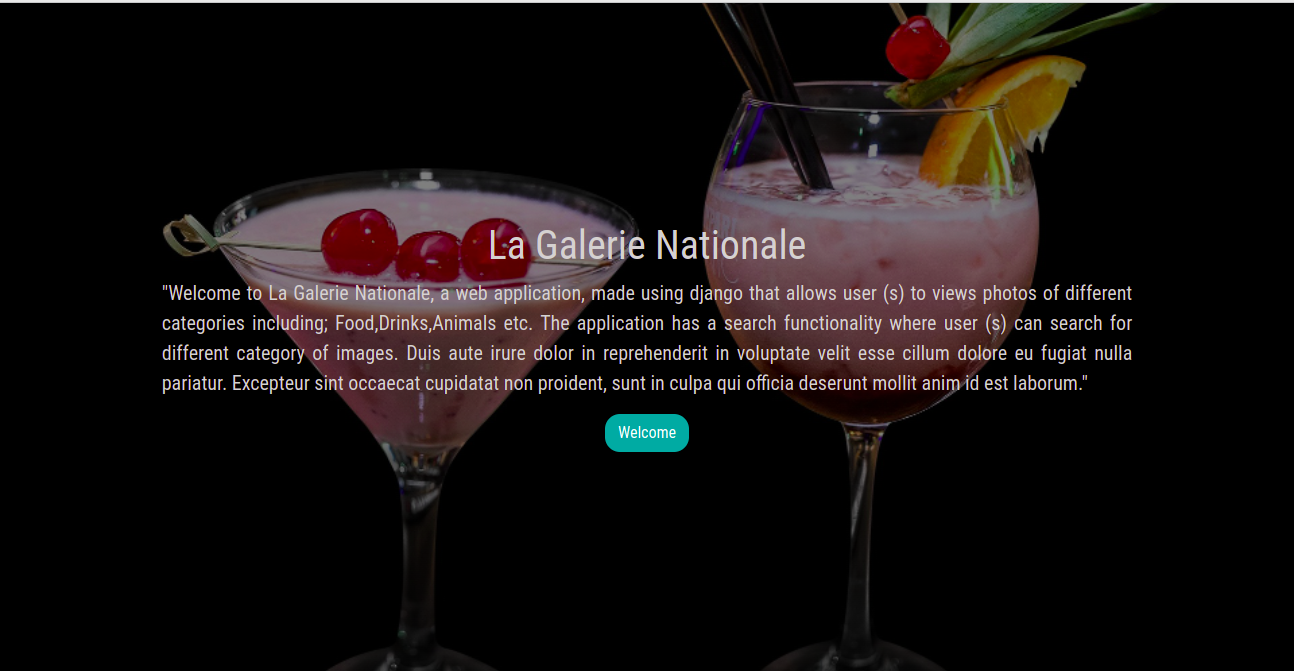 La Galerie Nationale
"Welcome to La Galerie Nationale, a web application, made using django that allows user (s) to views photos of different
categories including; Food,Drinks,Animals etc. The application has a search functionality where user (s) can search for
different category of images. Duis aute irure dolor in reprehenderit in voluptate velit esse cillum dolore eu fugiat nulla
pariatur. Excepteur sint occaecat cupidatat non proident, sunt in culpa qui officia deserunt mollit anim id est laborum."
Welcome